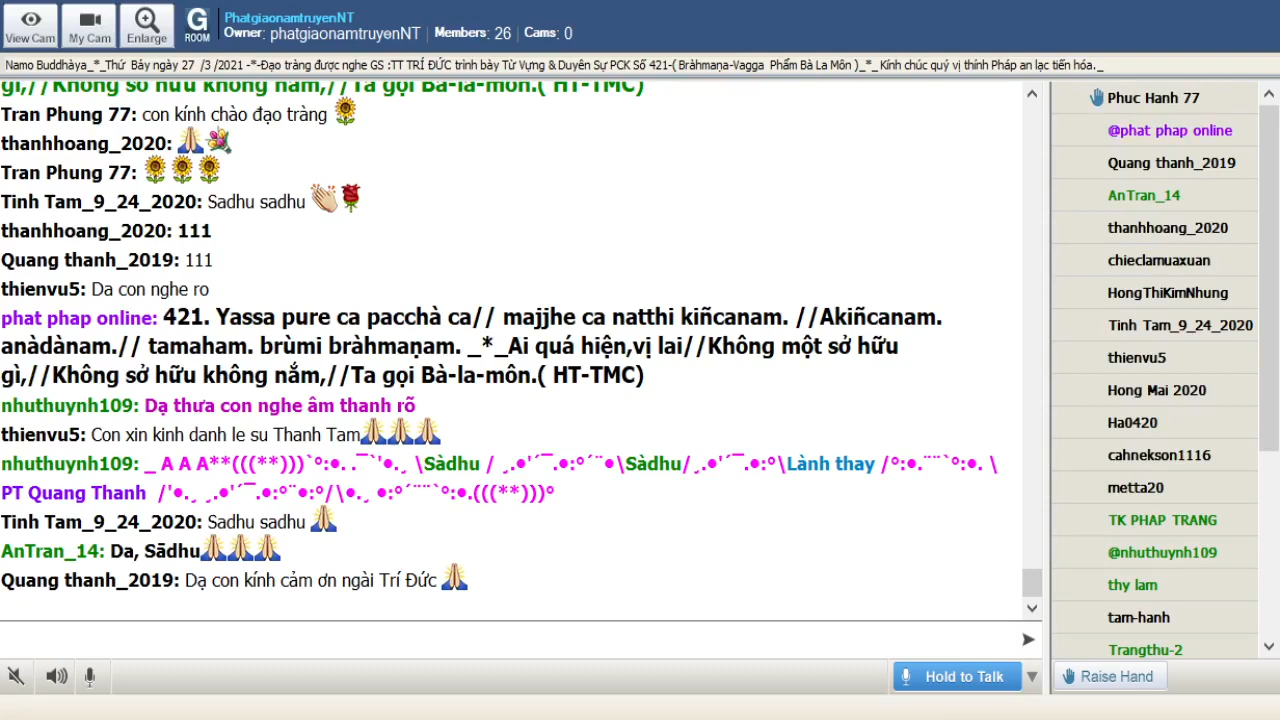 View Cam
My Cam
Enlarge
G
ROOM
PhatgiaonamtruyenNT
Owner: phatgiaonamtruyenNT | Members: 26 | Cams: 0
Namo Buddhàya_*_Thứ Bảy ngày 27 /3 /2021 -*-Đạo tràng được nghe GS :TT TRÍ ĐỨC trình bày Từ Vựng & Duyên Sự PCK Số 421-( Bràhmaṇa-Vagga Phẩm Bà La Môn )_*_ Kính chúc quý vị thính Pháp an lạc tiến hóa._
gì,//Không sở hữu không nắm,//Ta gọi Bà-la-môn.( HT-TMC)
Tran Phung 77: con kính chào đạo tràng
thanhhoang_2020:
Tran Phung 77:
Tinh Tam_9_24_2020: Sadhu sadhu
thanhhoang_2020: 111
Quang thanh_2019: 111
thienvu5: Da con nghe ro
phat phap online: 421. Yassa pure ca pacchà ca// majjhe ca natthi kiñcanam. //Akiñcanam.
anàdànam.// tamaham. brùmi bràhmaṇam. _*_Ai quá hiện,vị lai//Không một sở hữu
gì,//Không sở hữu không nắm,//Ta gọi Bà-la-môn.( HT-TMC)
nhuthuynh109: Dạ thưa con nghe âm thanh rõ
thienvu5: Con xin kinh danh le su Thanh Tam
nhuthuynh109: _ A A A**(((**)))`°:•. .¯`'•.¸ \Sàdhu / ¸.•'´¯.•:°´¨•\Sàdhu/¸.•'´¯.•:°\Lành thay /°:•.¨¨`°:•. \
PT Quang Thanh /'•.¸ ¸.•'´¯.•:°¨•:°/\•.¸ •:°´¨¨`°:•.(((**)))°
Tinh Tam_9_24_2020: Sadhu sadhu
AnTran_14: Da, Sādhu
Quang thanh_2019: Dạ con kính cảm ơn ngài Trí Đức
Hold to Talk
Phuc Hanh 77
@phat phap online
Quang thanh_2019
AnTran_14
thanhhoang_2020
chieclamuaxuan
HongThiKimNhung
Tinh Tam_9_24_2020
thienvu5
Hong Mai 2020
Ha0420
cahnekson1116
metta20
TK PHAP TRANG
@nhuthuynh109
thy lam
tam-hanh
Trangthu-2
Raise Hand